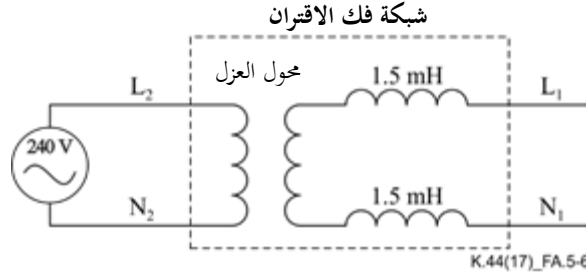 شبكة فك الاقتران
محول العزل
1.5 mH
L₂
L₁
240 V
1.5 mH
N₂
N₁
K.44(17)_FA.5-6